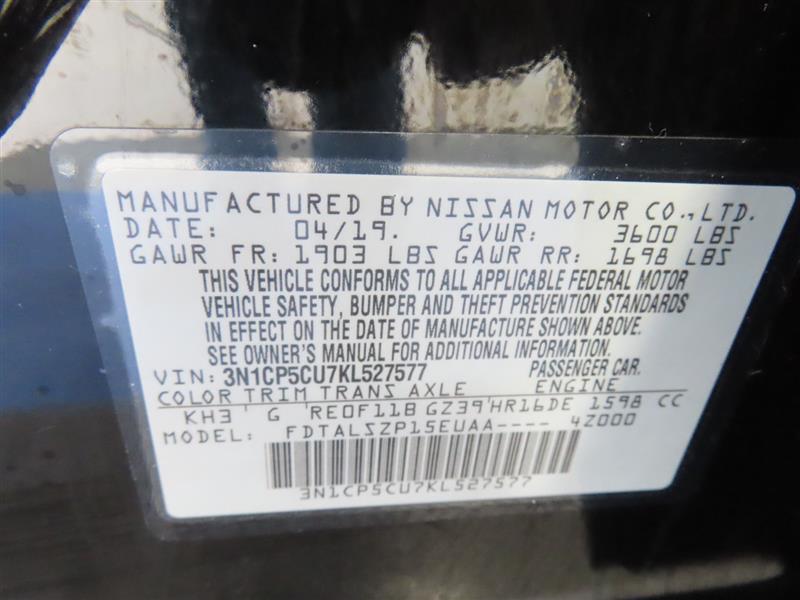 MANUFACTURED BY NISSAN MOTOR CO., LTD.
DATE: 04/19. GVWR: 3600 LBS
GAWR FR: 1903 LBS GAWR RR: 1698 LBS
THIS VEHICLE CONFORMS TO ALL APPLICABLE FEDERAL MOTOR
VEHICLE SAFETY, BUMPER AND THEFT PREVENTION STANDARDS
IN EFFECT ON THE DATE OF MANUFACTURE SHOWN ABOVE.
SEE OWNER'S MANUAL FOR ADDITIONAL INFORMATION
VIN: 3N1CP5CU7KL527577 PASSENGER CAR.
COLOR TRIM TRANS AXLE ENGINE
KH3 G RE0F11B GZ39 HR16DE 1598 CC
MODEL: FDTALSZP15EUAA---- 4Z000
3N1CP5CU7KL527577